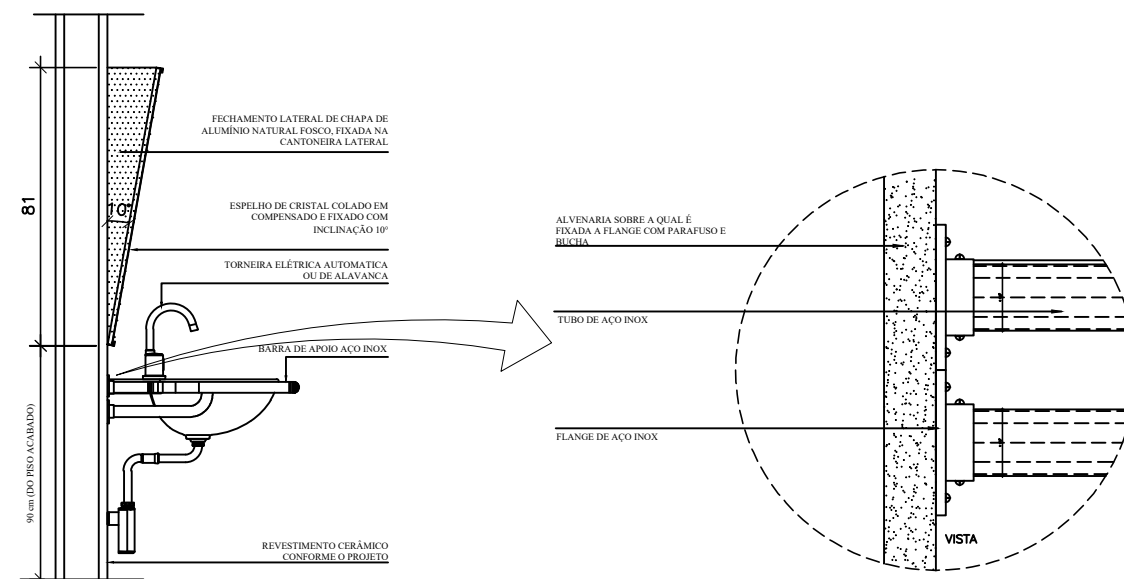 FECHAMENTO LATERAL DE CHAPA DE
ALUMÍNIO NATURAL FOSCO, FIXADA NA
CANTONEIRA LATERAL
81
10°
ESPELHO DE CRISTAL COLADO EM
COMPENSADO E FIXADO COM
INCLINAÇÃO 10º
TORNEIRA ELÉTRICA AUTOMATICA
OU DE ALAVANCA
BARRA DE APOIO AÇO INOX
90 cm (DO PISO ACABADO)
REVESTIMENTO CERÂMICO
CONFORME O PROJETO
ALVENARIA SOBRE A QUAL É
FIXADA A FLANGE COM PARAFUSO E
BUCHA
TUBO DE AÇO INOX
FLANGE DE AÇO INOX
VISTA